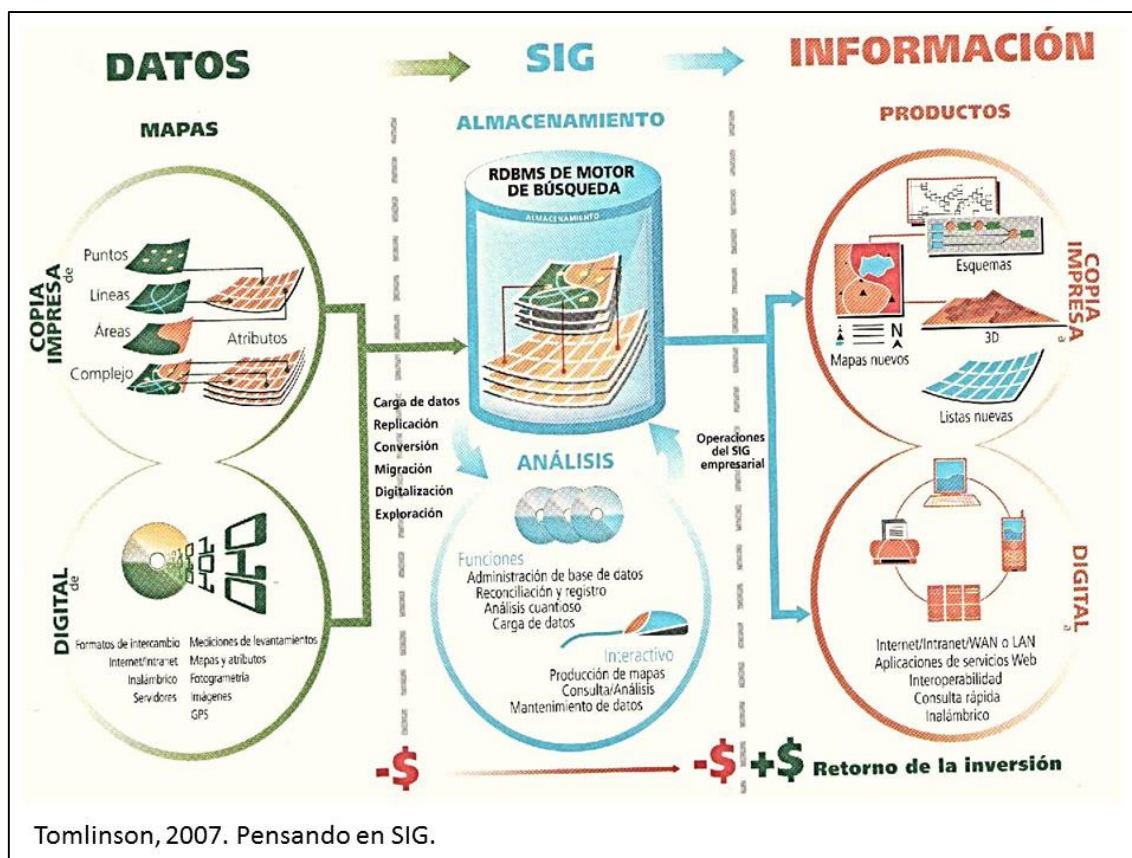 DATOS
SIG
INFORMACIÓN
MAPAS
ALMACENAMIENTO
PRODUCTOS
COPIA
IMPRESA
de
Puntos
Líneas
Áreas
Atributos
Complejo
RDBMS DE MOTOR
DE BÚSQUEDA
ALMACENAMIENTO
Esquemas
Mapas nuevos
N
3D
Listas nuevas
COPIA
IMPRESA
a
Carga de datos
Replicación
Conversión
Migración
Digitalización
Exploración
Operaciones
del SIG
empresarial
ANÁLISIS
Funciones
Administración de base de datos
Reconciliación y registro
Análisis cuantioso
Carga de datos
Interactivo
Producción de mapas
Consulta/Análisis
Mantenimiento de datos
DIGITAL
de
Formatos de intercambio
Internet/Intranet
Inalámbrico
Servidores
Mediciones de levantamientos
Mapas y atributos
Fotogrametría
Imágenes
GPS
DIGITAL
a
Internet/Intranet/WAN o LAN
Aplicaciones de servicios Web
Interoperabilidad
Consulta rápida
Inalámbrico
-$
-$
+$ Retorno de la inversión
Tomlinson, 2007. Pensando en SIG.